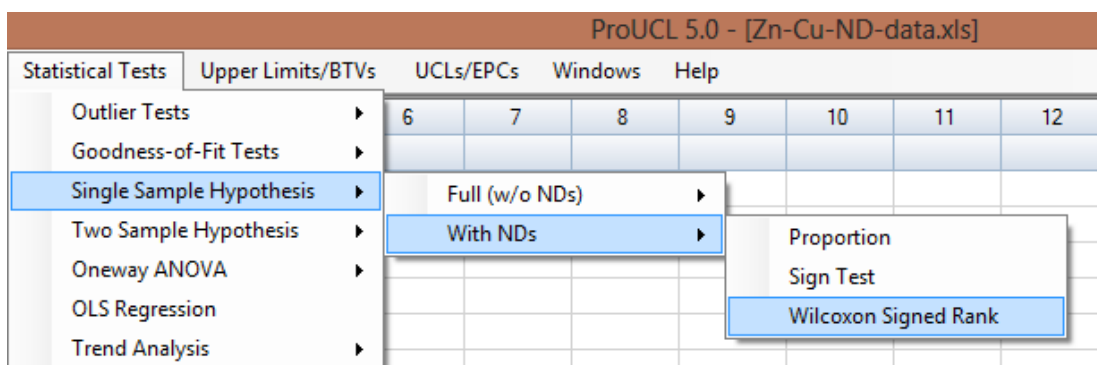 ProUCL 5.0 - [Zn-Cu-ND-data.xls]
Statistical Tests Upper Limits/BTVs UCLs/EPCs Windows Help
Outlier Tests 6 7 8 9 10 11 12
Goodness-of-Fit Tests
Single Sample Hypothesis Full (w/o NDs)
Two Sample Hypothesis With NDs Proportion
Oneway ANOVA Sign Test
OLS Regression Wilcoxon Signed Rank
Trend Analysis